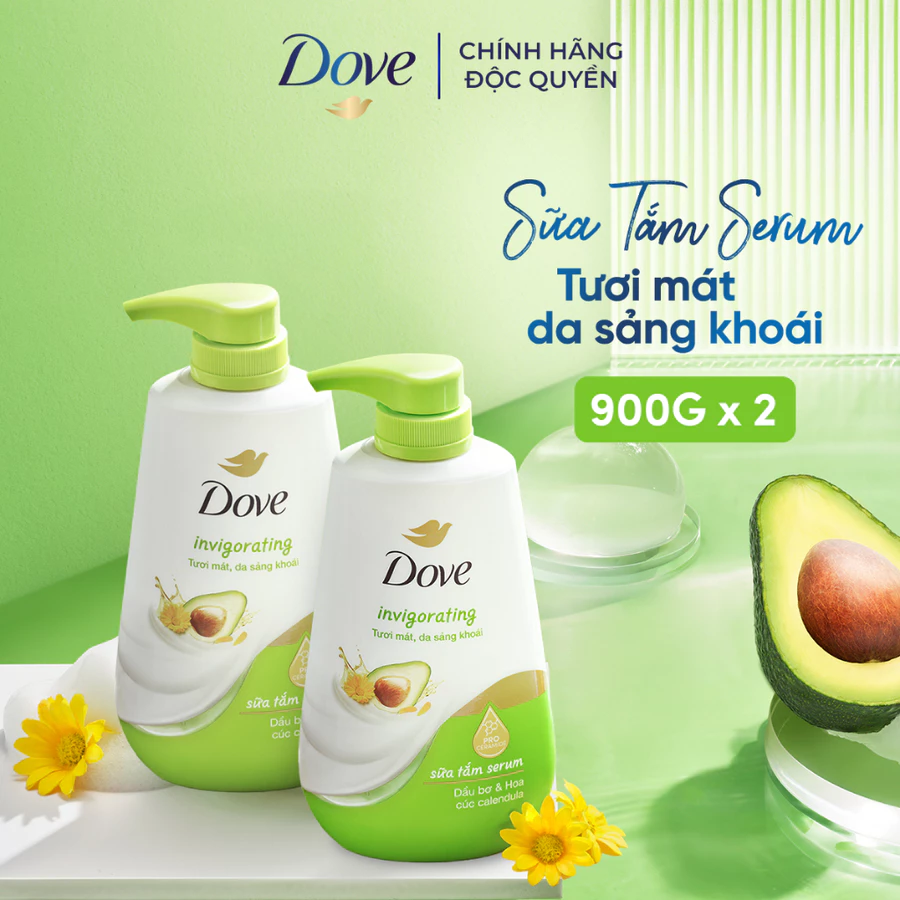 Dove
CHÍNH HÃNG
ĐỘC QUYỀN
Sữa Tắm Serum
Tươi mát
da sảng khoái
900G x 2
Dove
invigorating
Tươi mát, da sảng khoái
sữa tắm
Dầu
cúc
Dove
invigorating
Tươi mát, da sảng khoái
PRO
CERAMIDE
sữa tắm serum
Dầu bơ & Hoa
cúc calendula